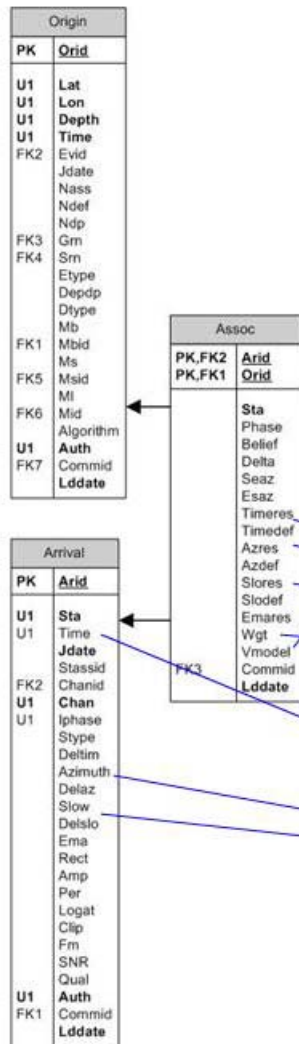 Origin
PK Orid
U1 Lat
U1 Lon
U1 Depth
U1 Time
FK2 Evid
Jdate
Nass
Ndef
Ndp
FK3 Grn
FK4 Srn
Etype
Depdp
Dtype
Mb
FK1 Mbid
Ms
FK5 Msid
Ml
FK6 Mid
Algorithm
U1 Auth
FK7 Commid
Lddate
Assoc
PK,FK2 Arid
PK,FK1 Orid
Sta
Phase
Belief
Delta
Seaz
Esaz
Timeres
Timedef
Azres
Azdef
Slores
Slodef
Emares
Wgt
Vmodel
FK3 Commid
Lddate
Arrival
PK Arid
U1 Sta
U1 Time
Jdate
Stassid
FK2 Chanid
U1 Chan
U1 Iphase
Stype
Deltim
Azimuth
Delaz
Slow
Delslo
Ema
Rect
Amp
Per
Logat
Clip
Fm
SNR
Qual
U1 Auth
FK1 Commid
Lddate